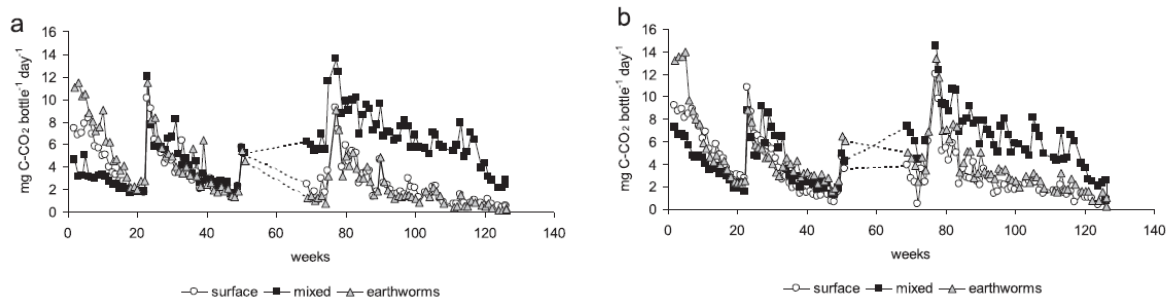 a
mg C-CO₂ bottle⁻¹ day⁻¹
16
14
12
10
8
6
4
2
0
0 20 40 60 80 100 120 140
weeks
surface mixed earthworms
b
mg C-CO₂ bottle⁻¹ day⁻¹
16
14
12
10
8
6
4
2
0
0 20 40 60 80 100 120 140
weeks
surface mixed earthworms